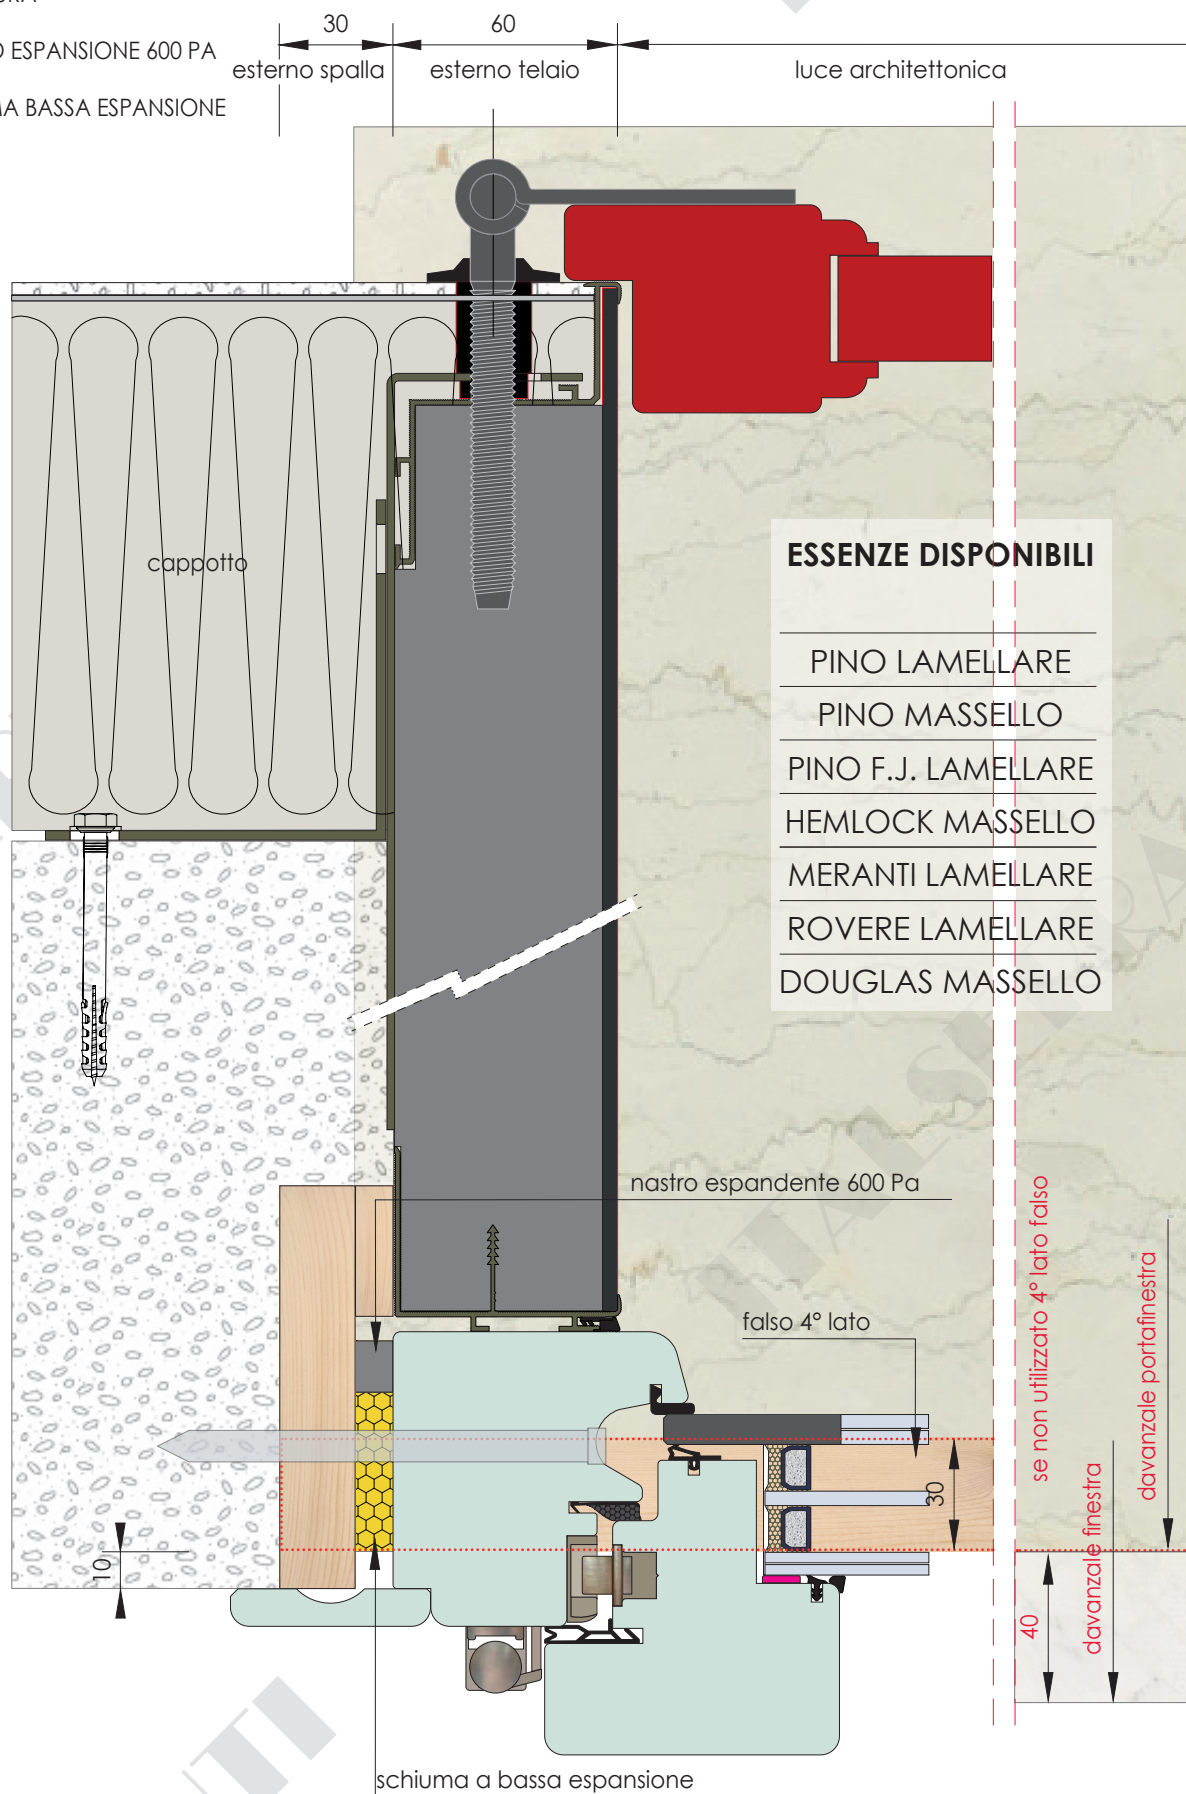 30
60
ESPANSIONE 600 PA
esterno spalla
esterno telaio
luce architettonica
BASSA ESPANSIONE
cappotto
ESSENZE DISPONIBILI
PINO LAMELLARE
PINO MASSELLO
PINO F.J. LAMELLARE
HEMLOCK MASSELLO
MERANTI LAMELLARE
ROVERE LAMELLARE
DOUGLAS MASSELLO
nastro espandente 600 Pa
falso 4° lato
se non utilizzato 4° lato falso
davanzale portafinestra
davanzale finestra
30
10
40
schiuma a bassa espansione